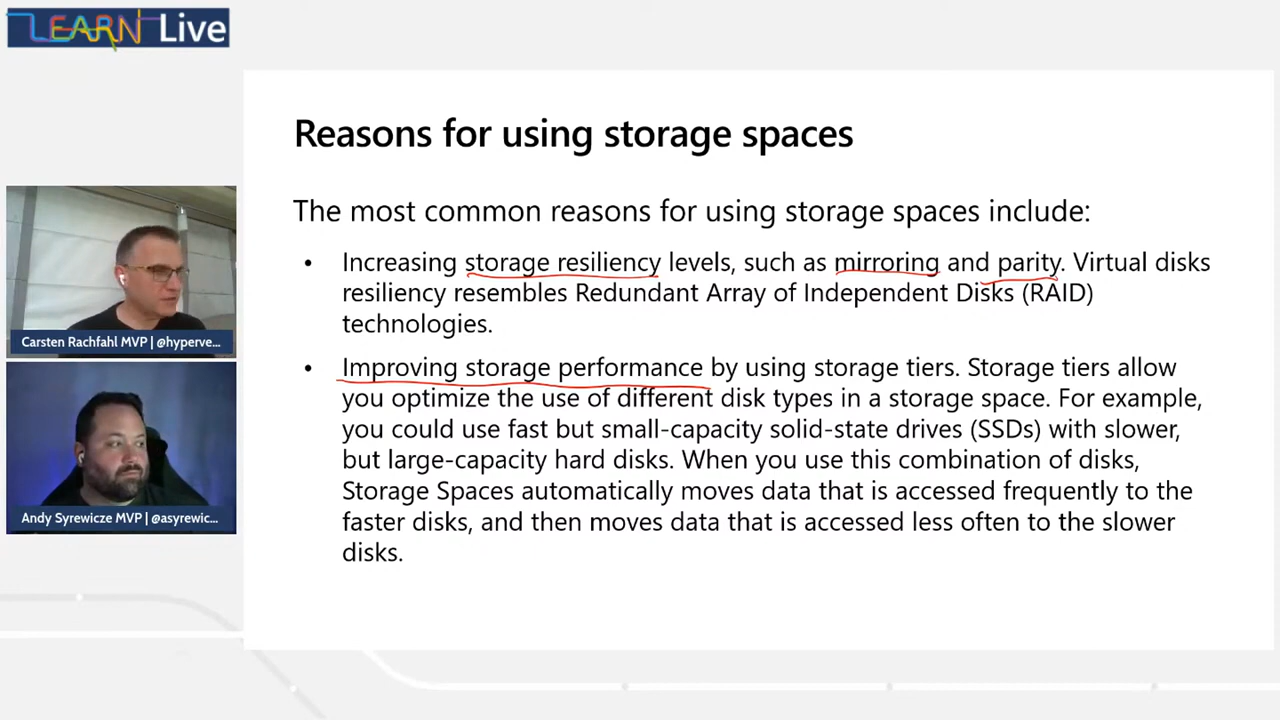 LEARN Live
Reasons for using storage spaces
The most common reasons for using storage spaces include:
• Increasing storage resiliency levels, such as mirroring and parity. Virtual disks
resiliency resembles Redundant Array of Independent Disks (RAID)
technologies.
• Improving storage performance by using storage tiers. Storage tiers allow
you optimize the use of different disk types in a storage space. For example,
you could use fast but small-capacity solid-state drives (SSDs) with slower,
but large-capacity hard disks. When you use this combination of disks,
Storage Spaces automatically moves data that is accessed frequently to the
faster disks, and then moves data that is accessed less often to the slower
disks.
Carsten Rachfahl MVP | @hyperve...
Andy Syrewicze MVP | @asyrewic...